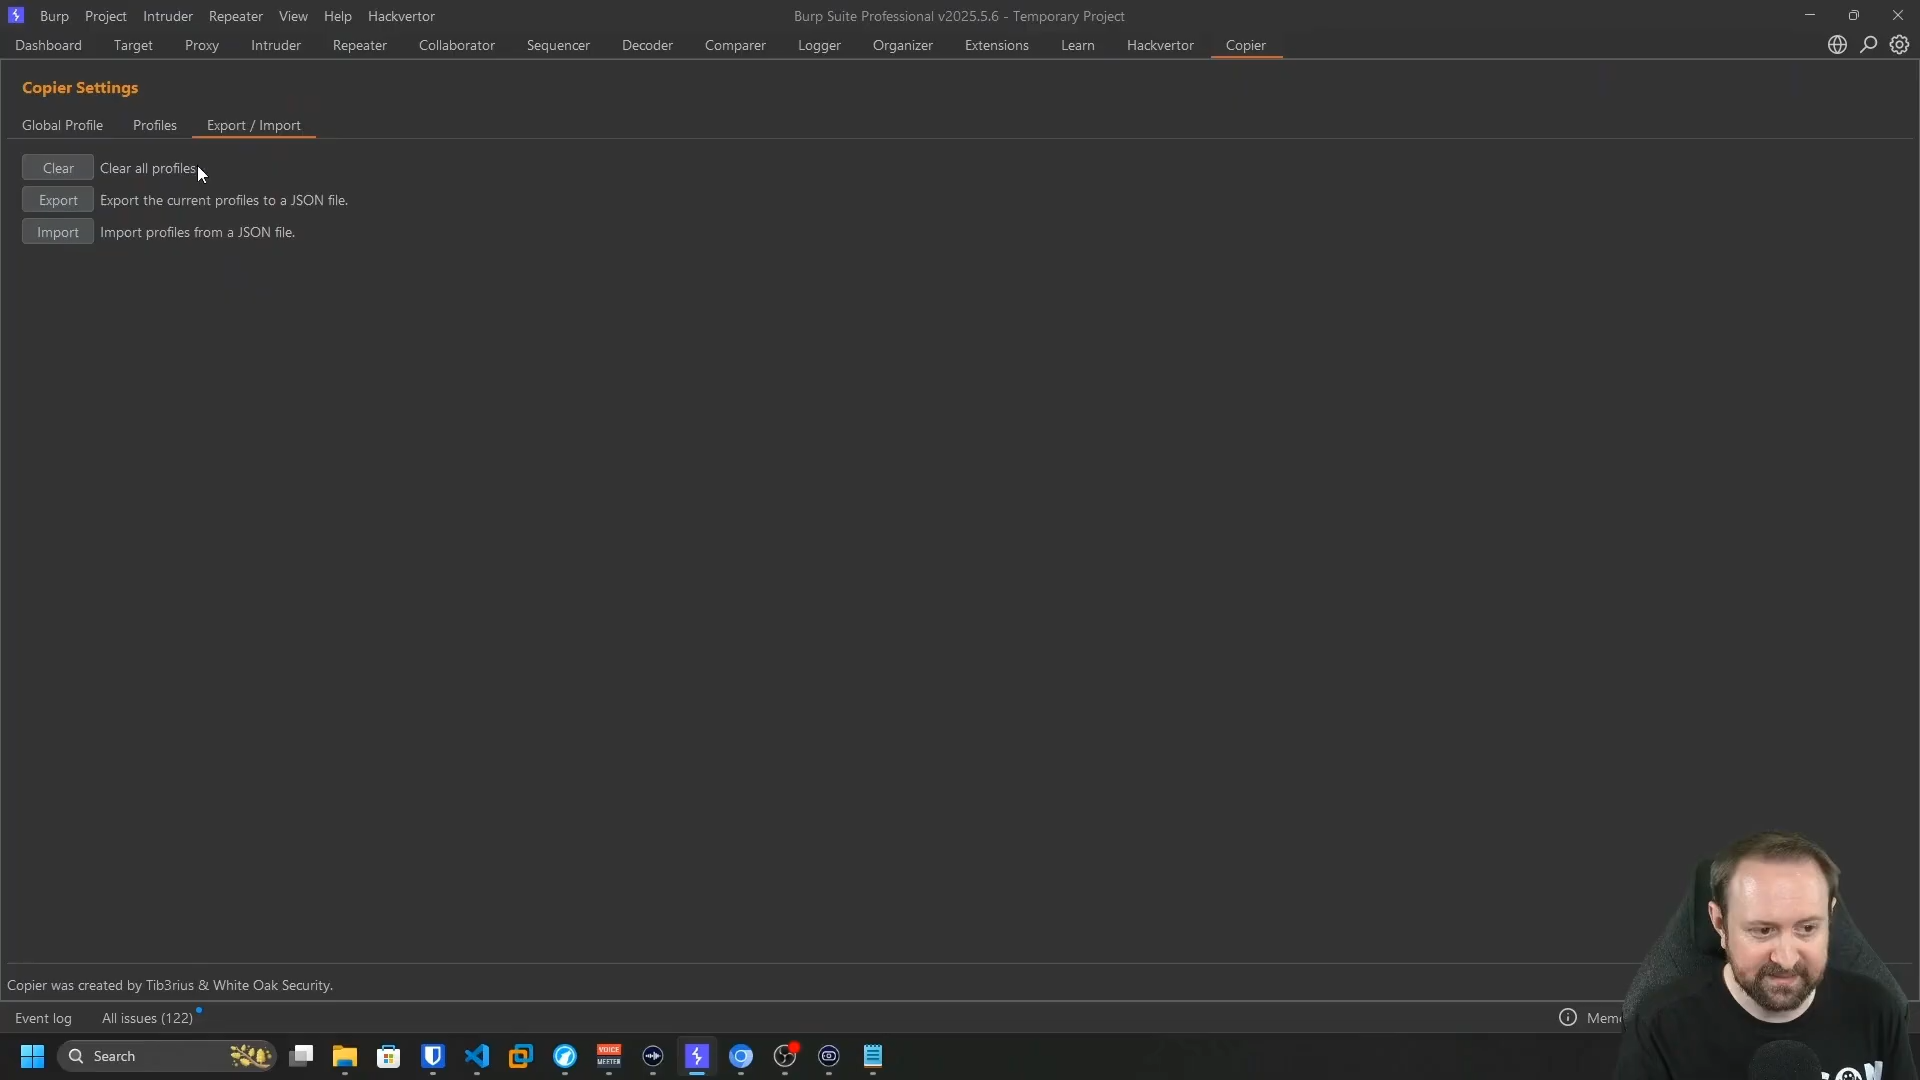 Burp Project Intruder Repeater View Help Hackvertor
Burp Suite Professional v2025.5.6 - Temporary Project
Dashboard Target Proxy Intruder Repeater Collaborator Sequencer Decoder Comparer Logger Organizer Extensions Learn Hackvertor Copier
Copier Settings
Global Profile Profiles Export / Import
Clear Clear all profiles
Export Export the current profiles to a JSON file.
Import Import profiles from a JSON file.
Copier was created by Tib3rius & White Oak Security.
Event log All issues (122)
Search
VOICE
MEETER